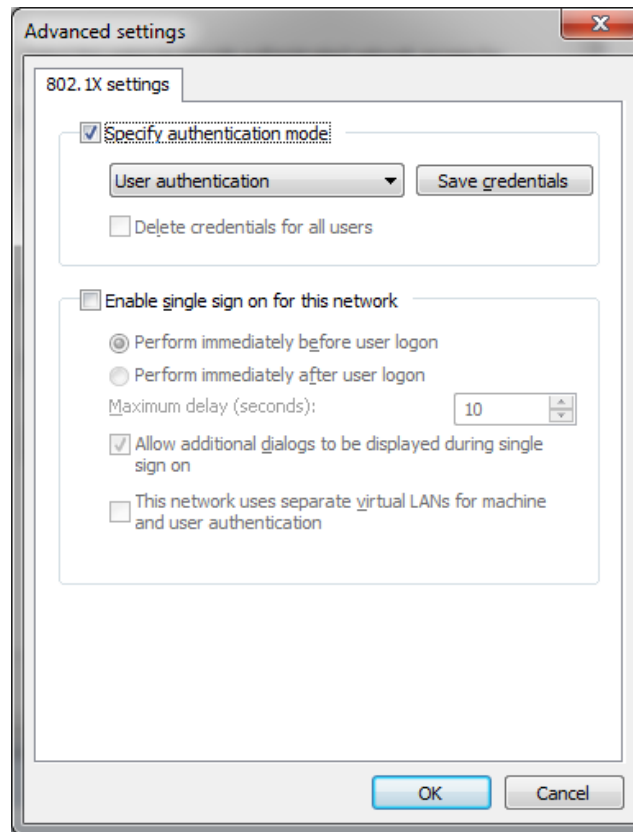 Advanced settings
802.1X settings
Specify authentication mode
User authentication
Save credentials
Delete credentials for all users
Enable single sign on for this network
Perform immediately before user logon
Perform immediately after user logon
Maximum delay (seconds):
10
Allow additional dialogs to be displayed during single
sign on
This network uses separate virtual LANs for machine
and user authentication
OK
Cancel